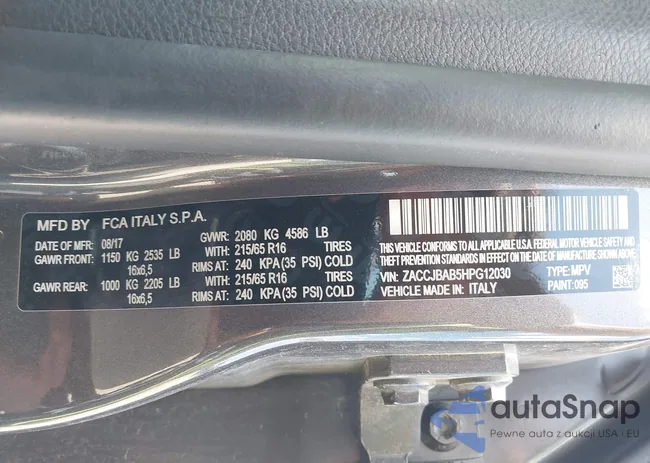 MFD BY FCA ITALY S.P.A.
DATE OF MFD: 08/17 GVWR: 2080 KG 4586 LB
GAWR FRONT: 1150 KG 2535 LB WITH: 215/65 R16 TIRES
16x6,5 RIMS AT: 240 KPA (35 PSI) COLD
GAWR REAR: 1000 KG 2205 LB WITH: 215/65 R16 TIRES
16x6,5 RIMS AT: 240 KPA (35 PSI) COLD
THIS VEHICLE CONFORMS TO ALL APPLICABLE
FEDERAL MOTOR VEHICLE SAFETY, BUMPER, AND
THEFT PREVENTION STANDARDS IN EFFECT ON THE DATE
OF MANUFACTURE SHOWN ABOVE.
VIN: ZACCJBAB5HPG12030 TYPE: MPV
VEHICLE MADE IN: ITALY PAINT: 095
autaSnap
Pewne auta z aukcji USA · EU